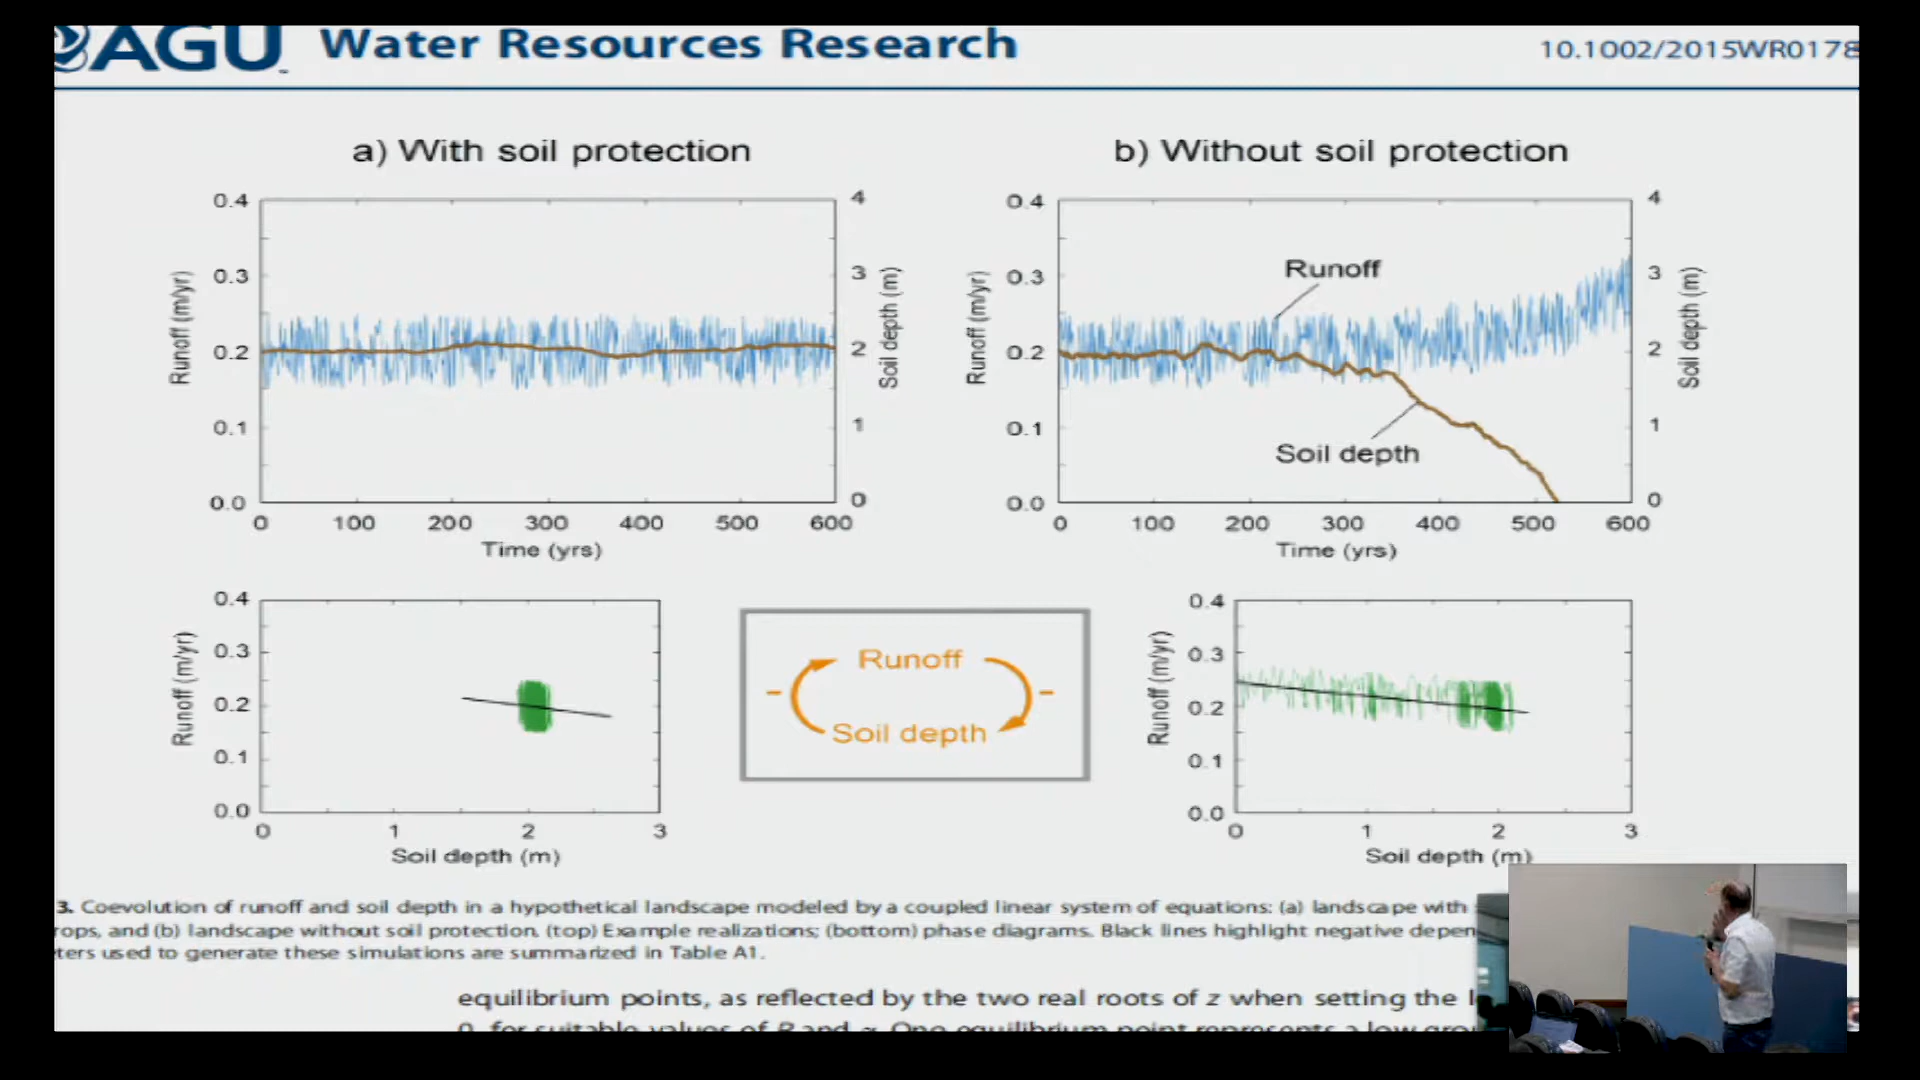 AGU Water Resources Research 10.1002/2015WR0178
a) With soil protection
b) Without soil protection
0.4
0.3
0.2
0.1
0.0
Runoff (m/yr)
4
3
2
1
0
Soil depth (m)
0 100 200 300 400 500 600
Time (yrs)
0.4
0.3
0.2
0.1
0.0
Runoff (m/yr)
Runoff
Soil depth
4
3
2
1
0
Soil depth (m)
0 100 200 300 400 500 600
Time (yrs)
0.4
0.3
0.2
0.1
0.0
Runoff (m/yr)
0 1 2 3
Soil depth (m)
Runoff
- -
Soil depth
0.4
0.3
0.2
0.1
0.0
Runoff (m/yr)
0 1 2 3
Soil depth (m)
3. Coevolution of runoff and soil depth in a hypothetical landscape modeled by a coupled linear system of equations: (a) landscape with
rops, and (b) landscape without soil protection. (top) Example realizations; (bottom) phase diagrams. Black lines highlight negative depen
ters used to generate these simulations are summarized in Table A1.
equilibrium points, as reflected by the two real roots of z when setting the
for suitable values of One equilibrium point represents a low